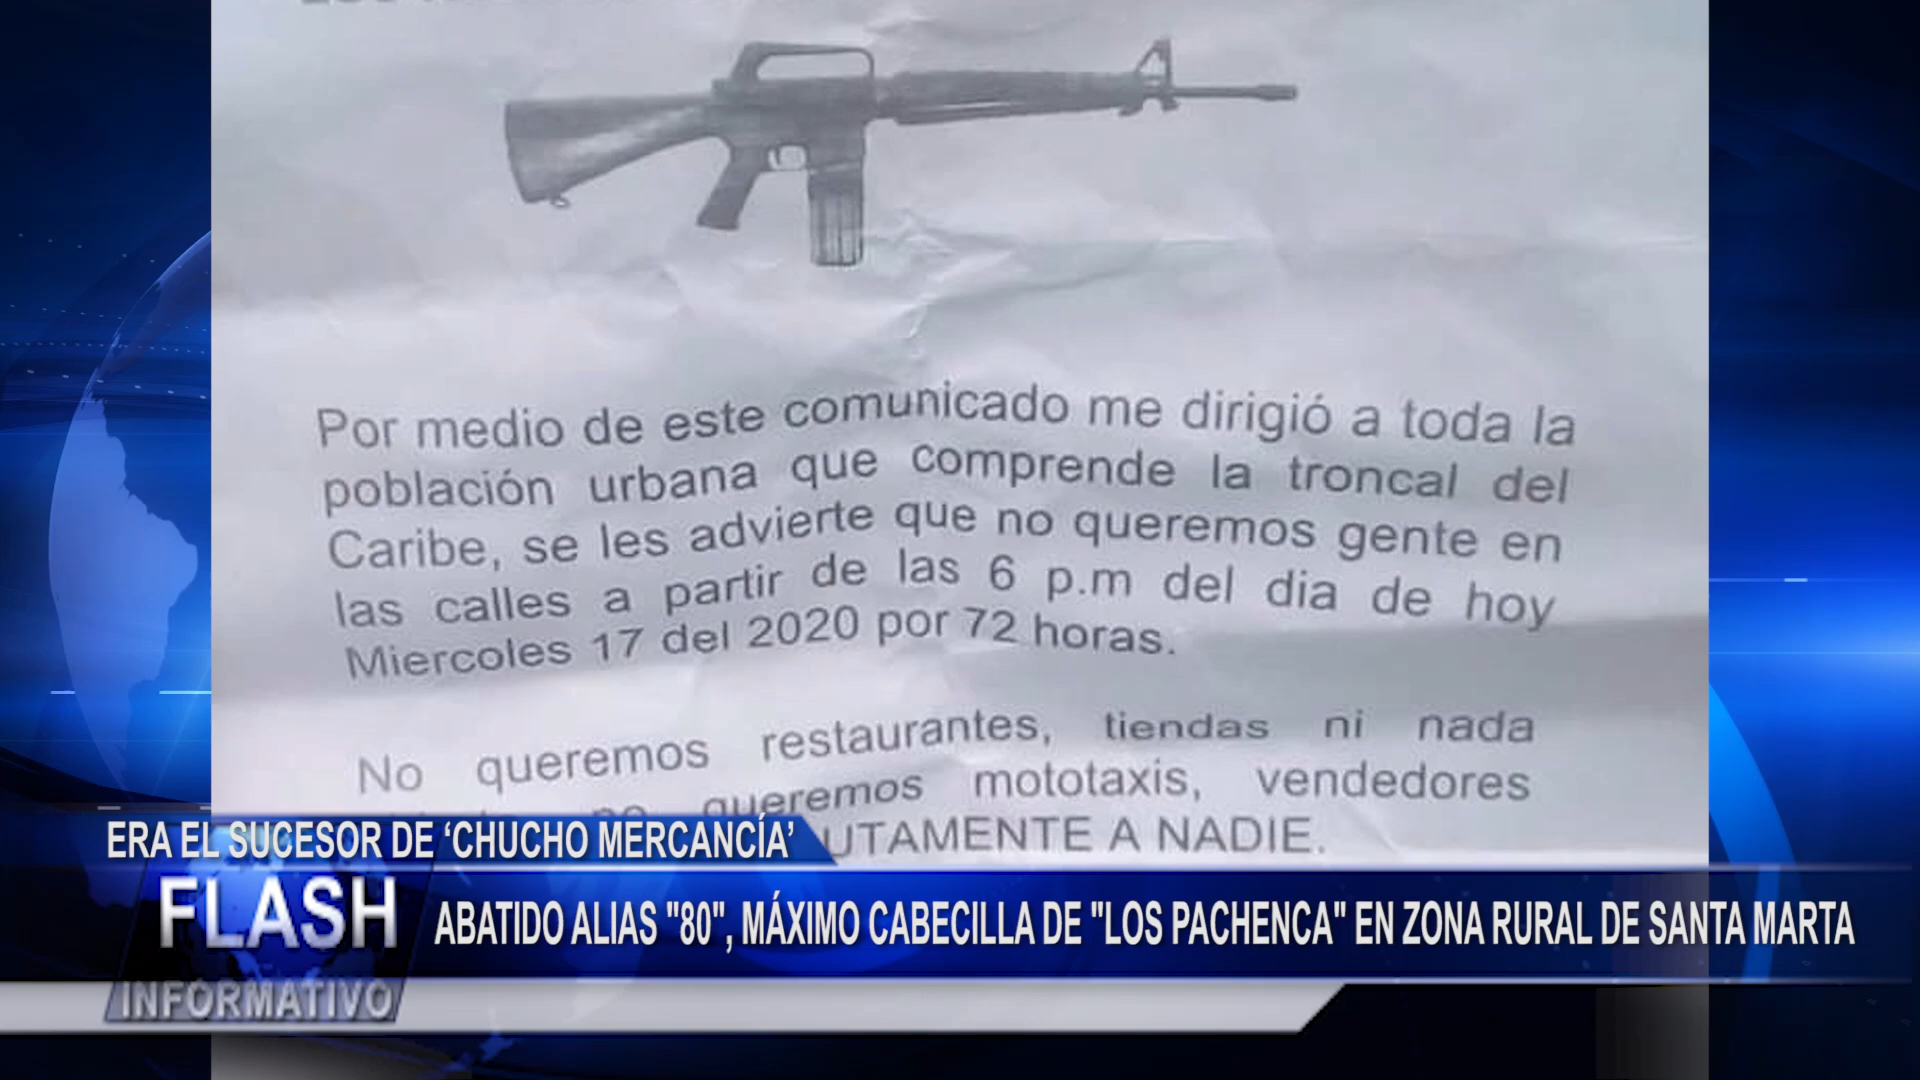 Por medio de este comunicado me dirigió a toda la
población urbana que comprende la troncal del
Caribe, se les advierte que no queremos gente en
las calles a partir de las 6 p.m del dia de hoy
Miercoles 17 del 2020 por 72 horas.
No queremos restaurantes, tiendas ni nada
no queremos mototaxis, vendedores
UTAMENTE A NADIE.
ERA EL SUCESOR DE ‘CHUCHO MERCANCÍA’
FLASH
ABATIDO ALIAS "80", MÁXIMO CABECILLA DE "LOS PACHENCA" EN ZONA RURAL DE SANTA MARTA
INFORMATIVO